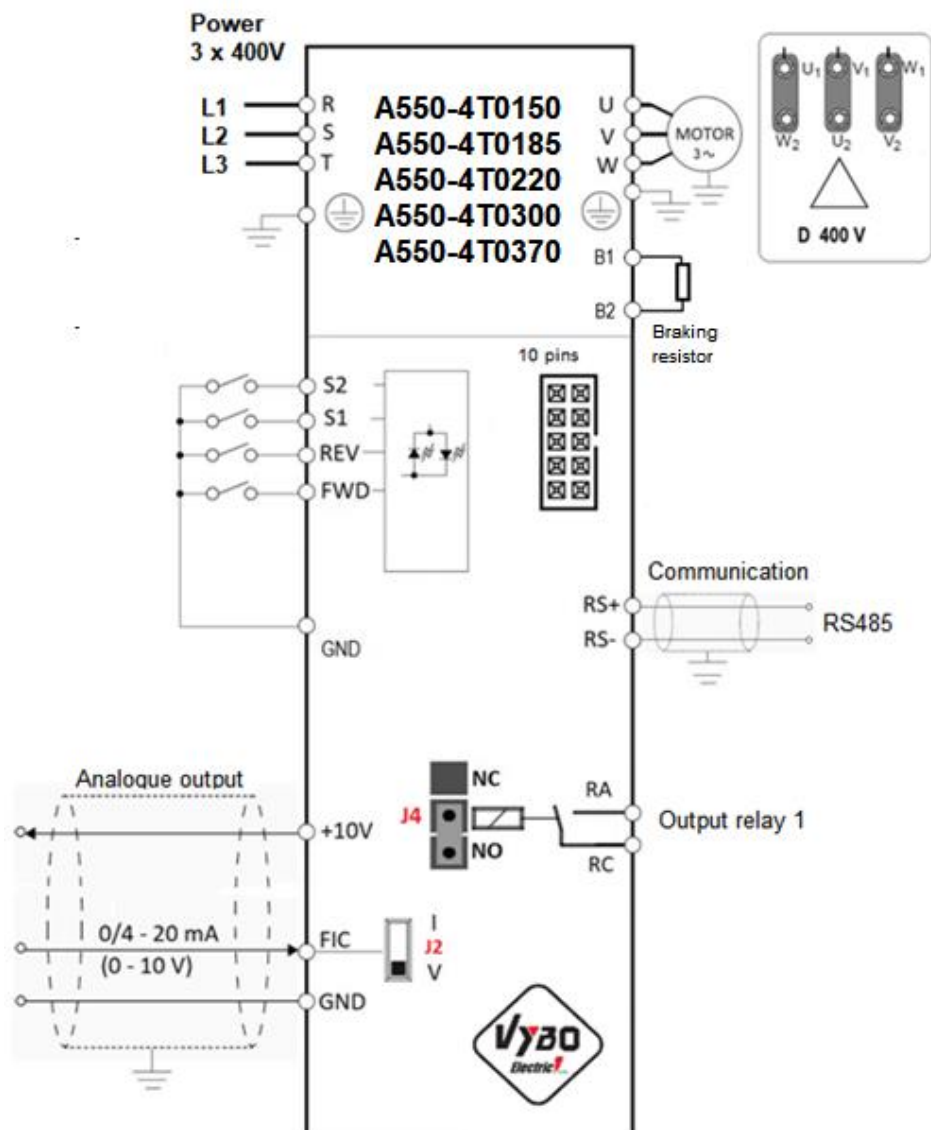 Power
3 x 400V
L1
L2
L3
R
S
T
A550-4T0150
A550-4T0185
A550-4T0220
A550-4T0300
A550-4T0370
U
V
W
MOTOR
3~
U1 V1 W1
W2 U2 V2
D 400 V
B1
B2
Braking
resistor
10 pins
S2
S1
REV
FWD
GND
Communication
RS+
RS-
RS485
Analogue output
+10V
0/4 - 20 mA
(0 - 10 V)
FIC
GND
I
J2
V
NC
J4
NO
RA
RC
Output relay 1
VYBO
Electric